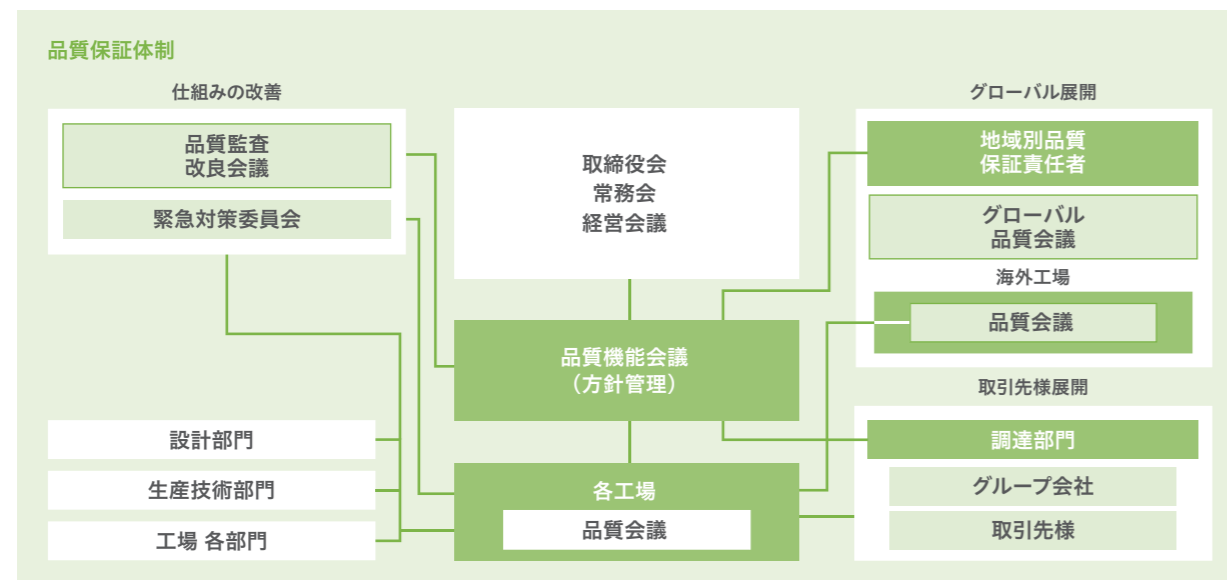 品質保証体制
仕組みの改善
品質監査
改良会議
緊急対策委員会
設計部門
生産技術部門
工場 各部門
取締役会
常務会
経営会議
品質機能会議
（方針管理）
各工場
品質会議
グローバル展開
地域別品質
保証責任者
グローバル
品質会議
海外工場
品質会議
取引先様展開
調達部門
グループ会社
取引先様